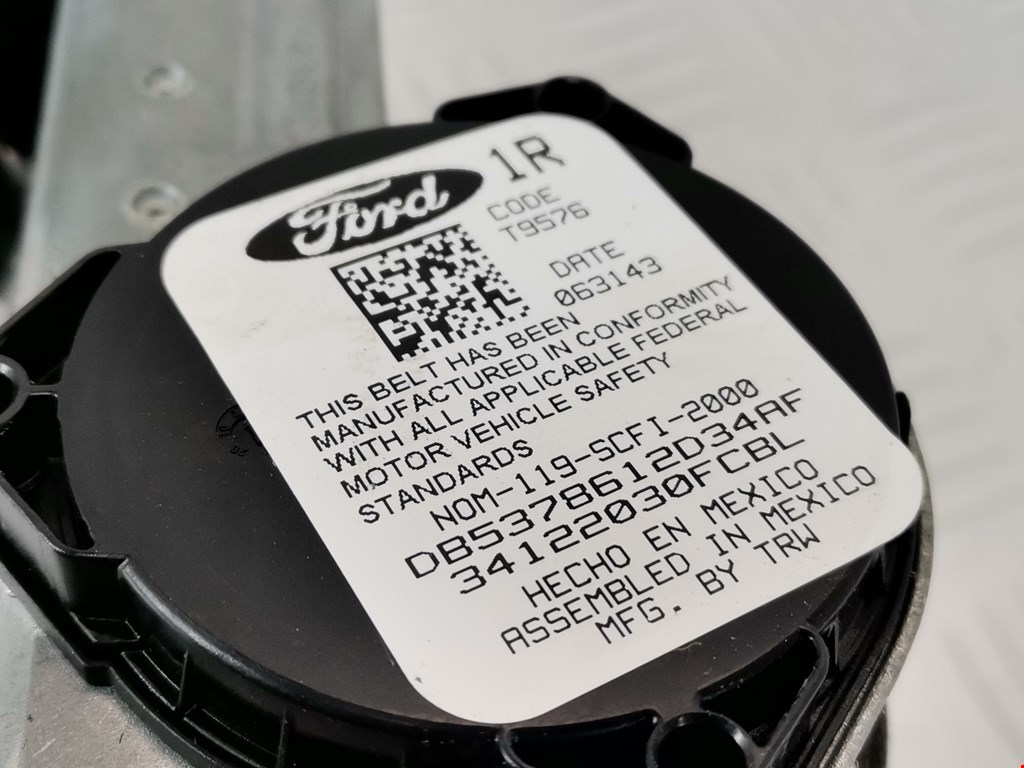 Ford
1R
CODE
T9576
DATE
063143
THIS BELT HAS BEEN
MANUFACTURED IN CONFORMITY
WITH ALL APPLICABLE FEDERAL
MOTOR VEHICLE SAFETY
STANDARDS
NOM-119-SCFI-2000
DB5378612D34AF
34122030FCBL
HECHO EN MEXICO
ASSEMBLED IN MEXICO
MFG. BY TRW